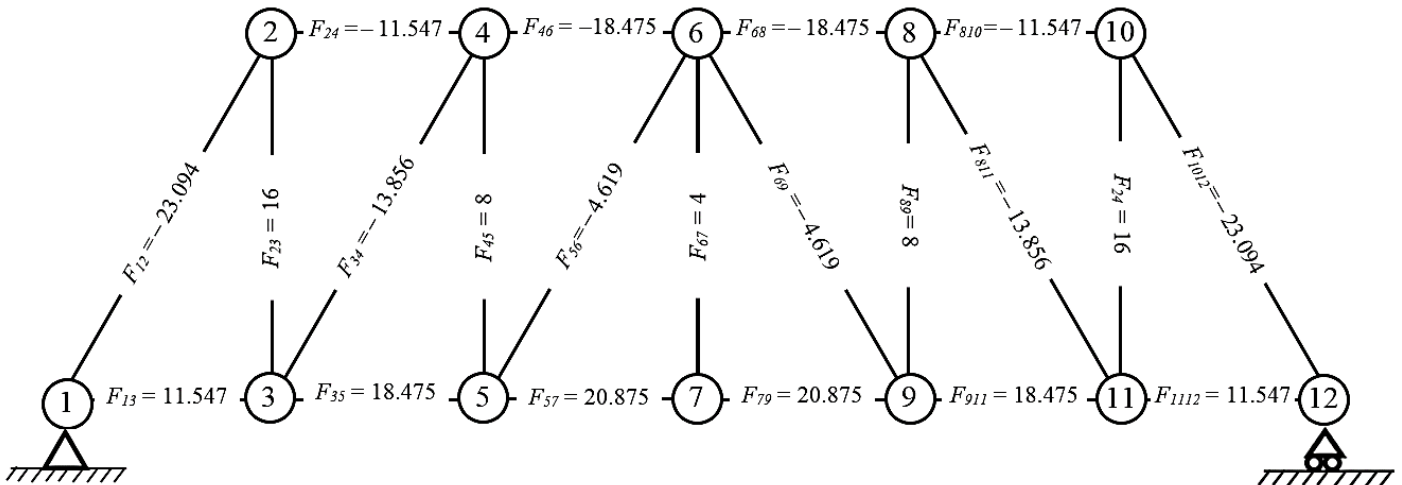 2 F24 =– 11.547 4 F46 = –18.475 6 F68 =– 18.475 8 F810 =– 11.547 10
F12 =– 23.094
F23 = 16
F34 =– 13.856
F45 = 8
F56 =– 4.619
F67 = 4
F69 =– 4.619
F89= 8
F811 =– 13.856
F24 = 16
F1012 =– 23.094
1 F13 = 11.547 3 F35 = 18.475 5 F57 = 20.875 7 F79 = 20.875 9 F911 = 18.475 11 F1112 = 11.547 12